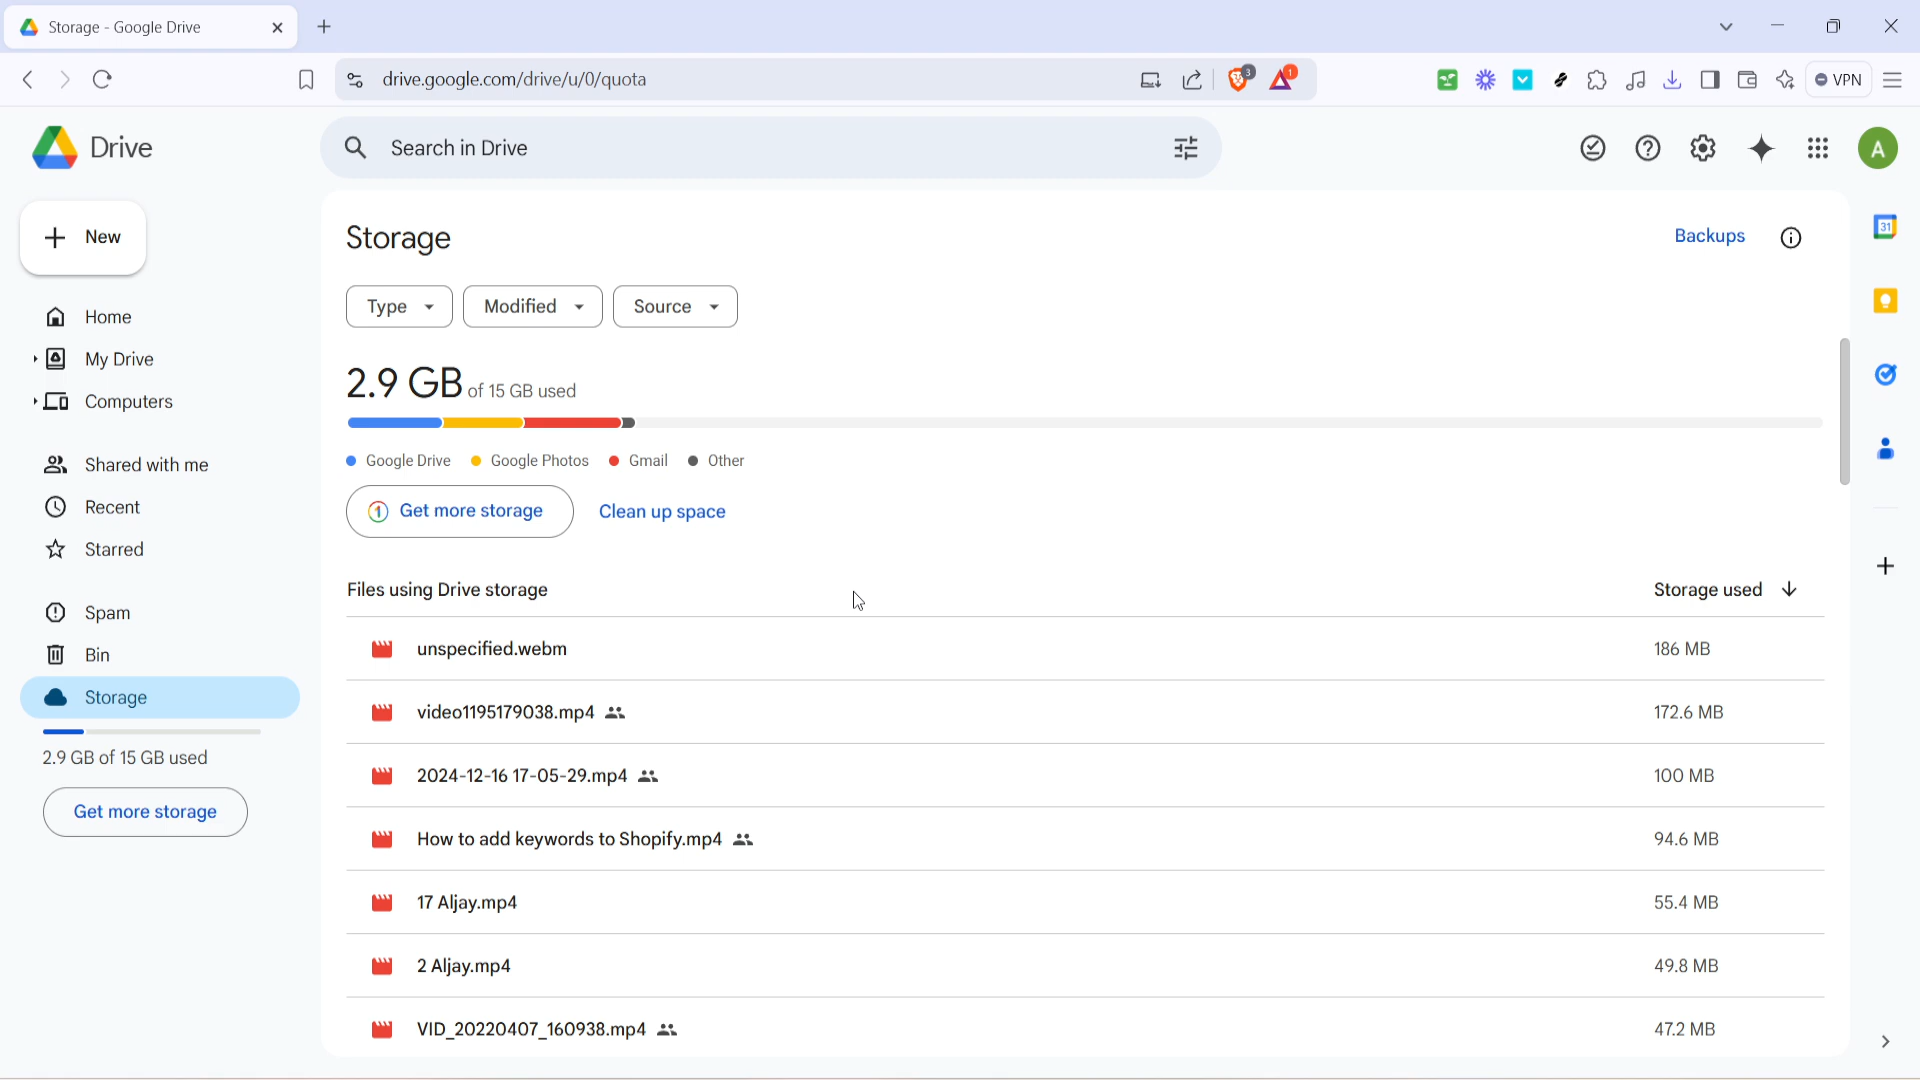 Storage - Google Drive
drive.google.com/drive/u/0/quota
3
1
VPN
Drive
Search in Drive
A
New
Home
My Drive
Computers
Shared with me
Recent
Starred
Spam
Bin
Storage
2.9 GB of 15 GB used
Get more storage
Storage
Backups
Type
Modified
Source
2.9 GB of 15 GB used
Google Drive
Google Photos
Gmail
Other
1
Get more storage
Clean up space
Files using Drive storage
Storage used
unspecified.webm
186 MB
video1195179038.mp4
172.6 MB
2024-12-16 17-05-29.mp4
100 MB
How to add keywords to Shopify.mp4
94.6 MB
17 Aljay.mp4
55.4 MB
2 Aljay.mp4
49.8 MB
VID_20220407_160938.mp4
47.2 MB
31